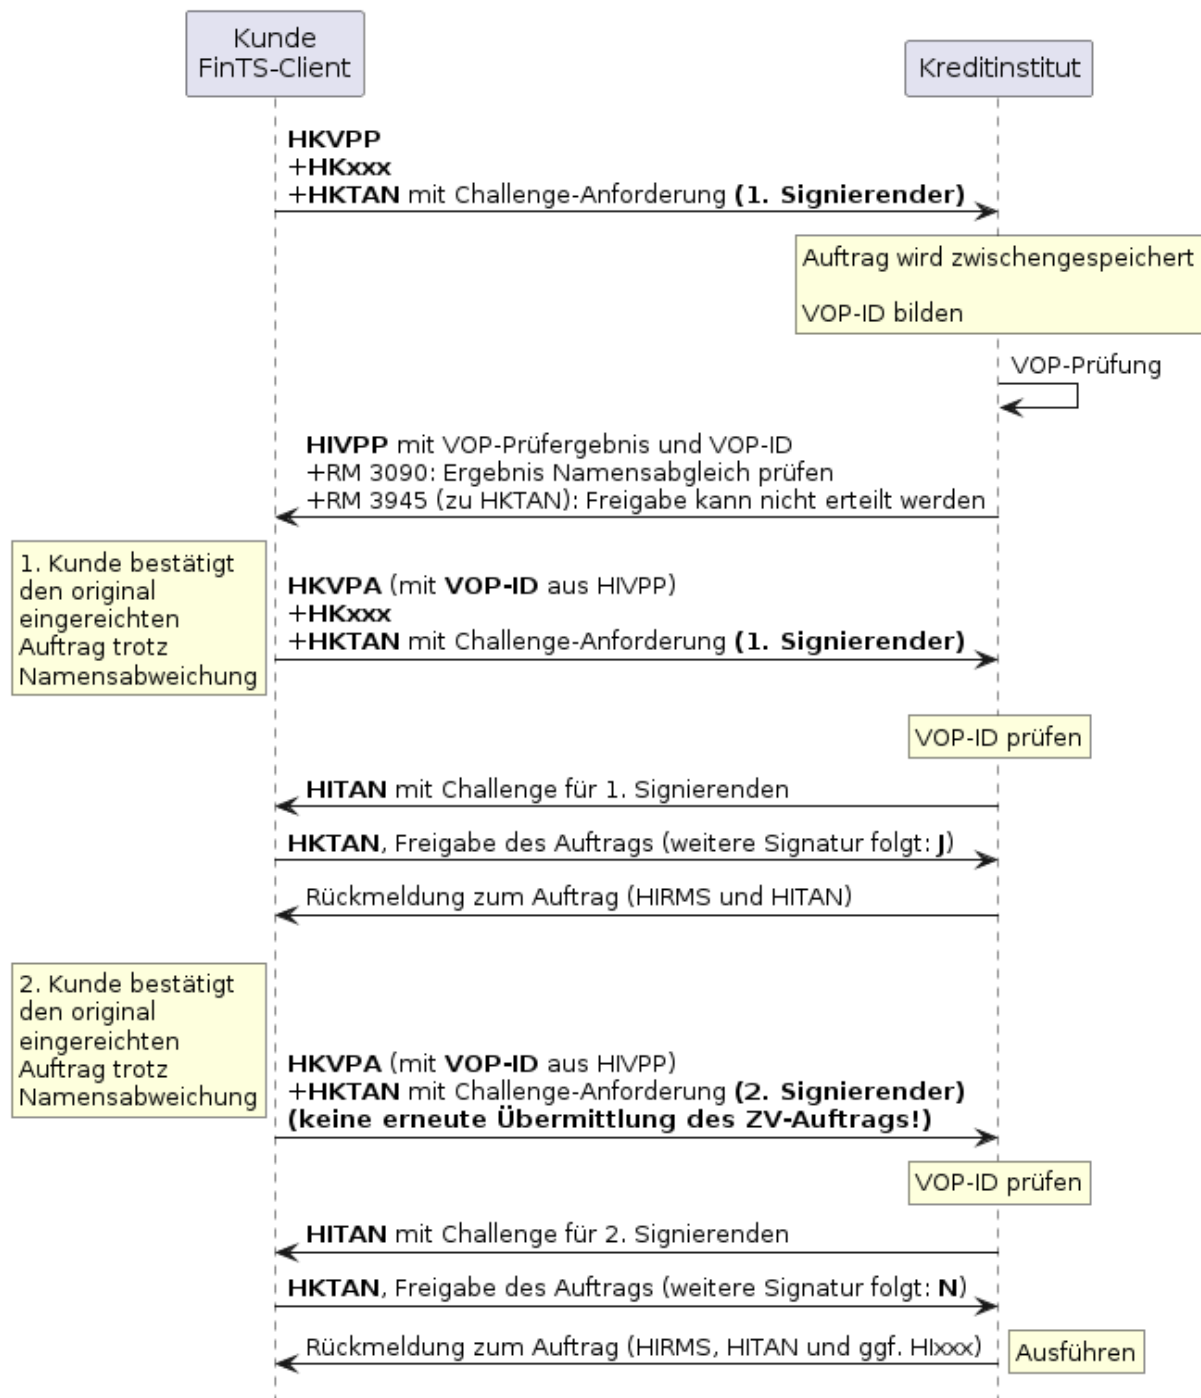 Kunde
FinTS-Client
Kreditinstitut
HKVPP
+HKxxx
+HKTAN mit Challenge-Anforderung (1. Signierender)
Auftrag wird zwischengespeichert
VOP-ID bilden
VOP-Prüfung
HIVPP mit VOP-Prüfergebnis und VOP-ID
+RM 3090: Ergebnis Namensabgleich prüfen
+RM 3945 (zu HKTAN): Freigabe kann nicht erteilt werden
1. Kunde bestätigt
den original
eingereichten
Auftrag trotz
Namensabweichung
HKVPA (mit VOP-ID aus HIVPP)
+HKxxx
+HKTAN mit Challenge-Anforderung (1. Signierender)
VOP-ID prüfen
HITAN mit Challenge für 1. Signierenden
HKTAN, Freigabe des Auftrags (weitere Signatur folgt: J)
Rückmeldung zum Auftrag (HIRMS und HITAN)
2. Kunde bestätigt
den original
eingereichten
Auftrag trotz
Namensabweichung
HKVPA (mit VOP-ID aus HIVPP)
+HKTAN mit Challenge-Anforderung (2. Signierender)
(keine erneute Übermittlung des ZV-Auftrags!)
VOP-ID prüfen
HITAN mit Challenge für 2. Signierenden
HKTAN, Freigabe des Auftrags (weitere Signatur folgt: N)
Rückmeldung zum Auftrag (HIRMS, HITAN und ggf. HIxxx)
Ausführen